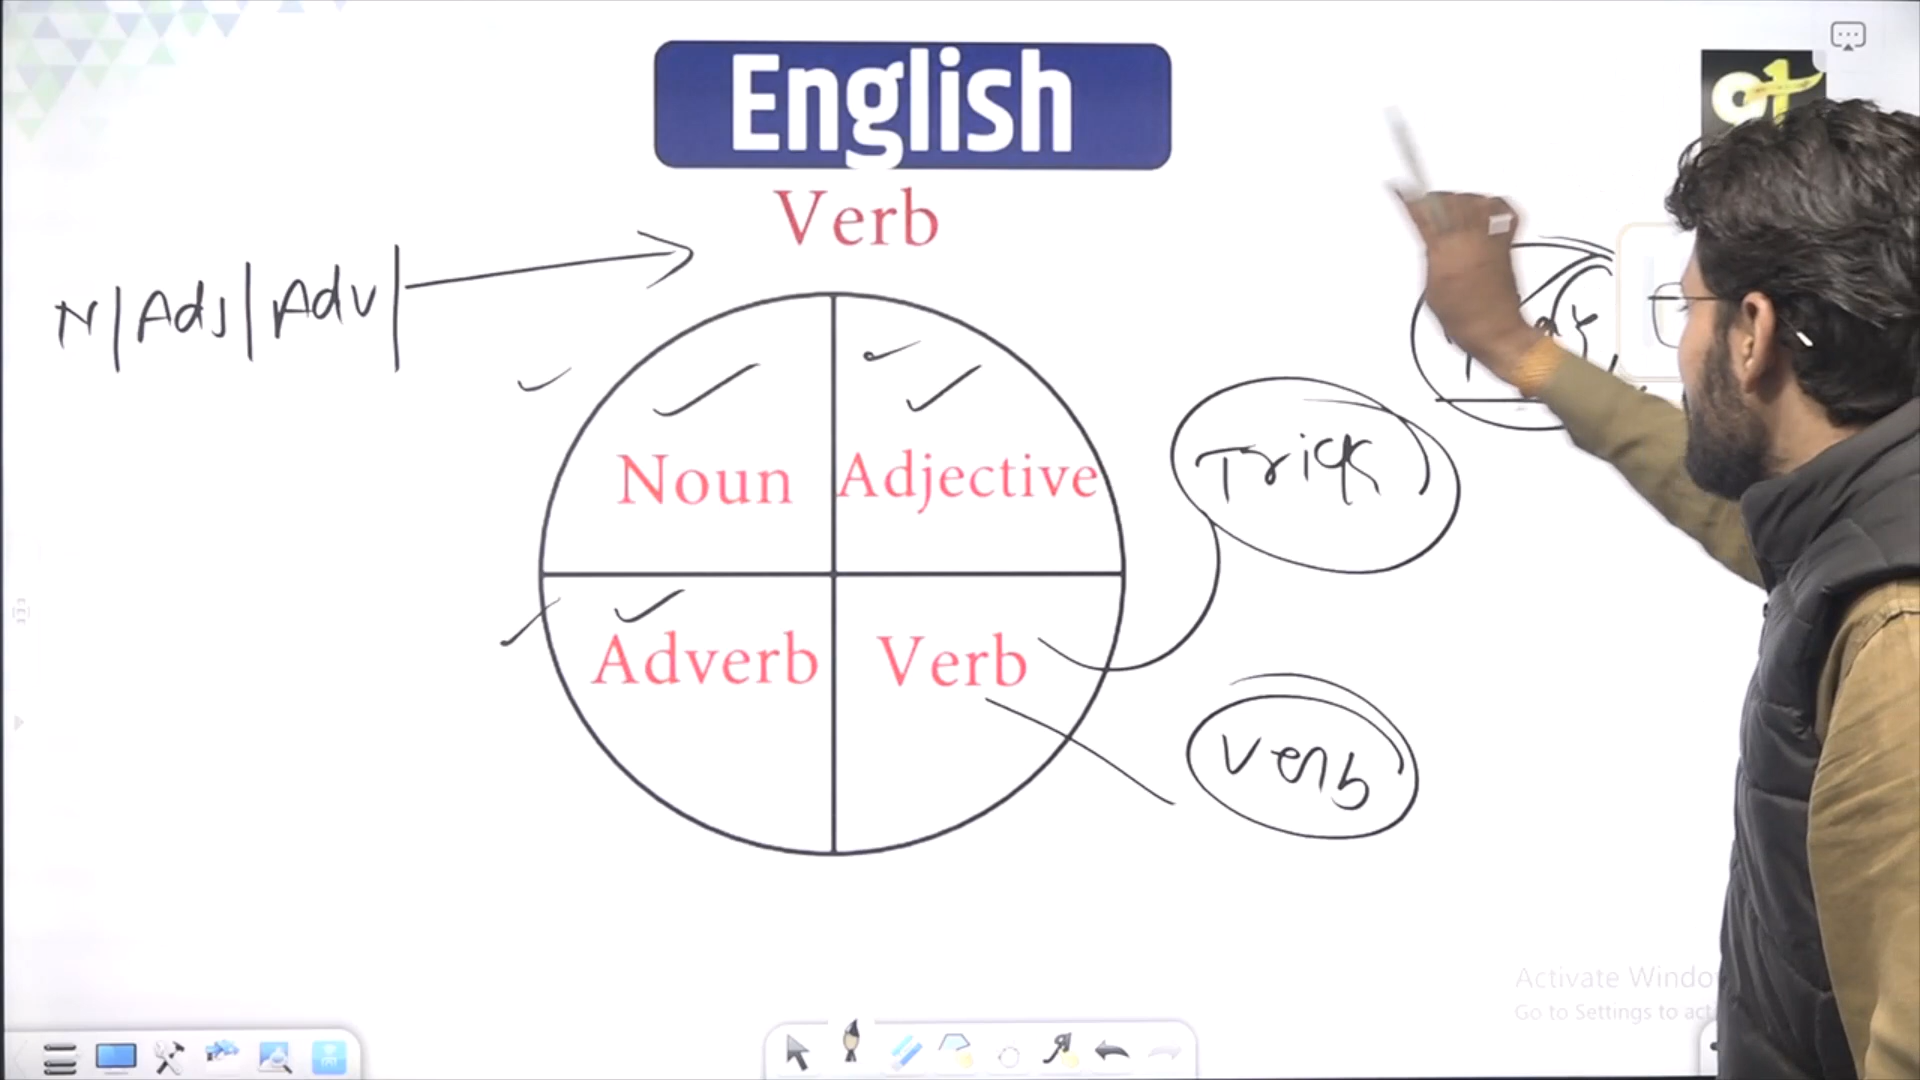 English
Verb
N|Adj|Adv|
Noun
Adjective
Trick
Adverb
Verb
Verb
Activate Windo
Go to Settings to act